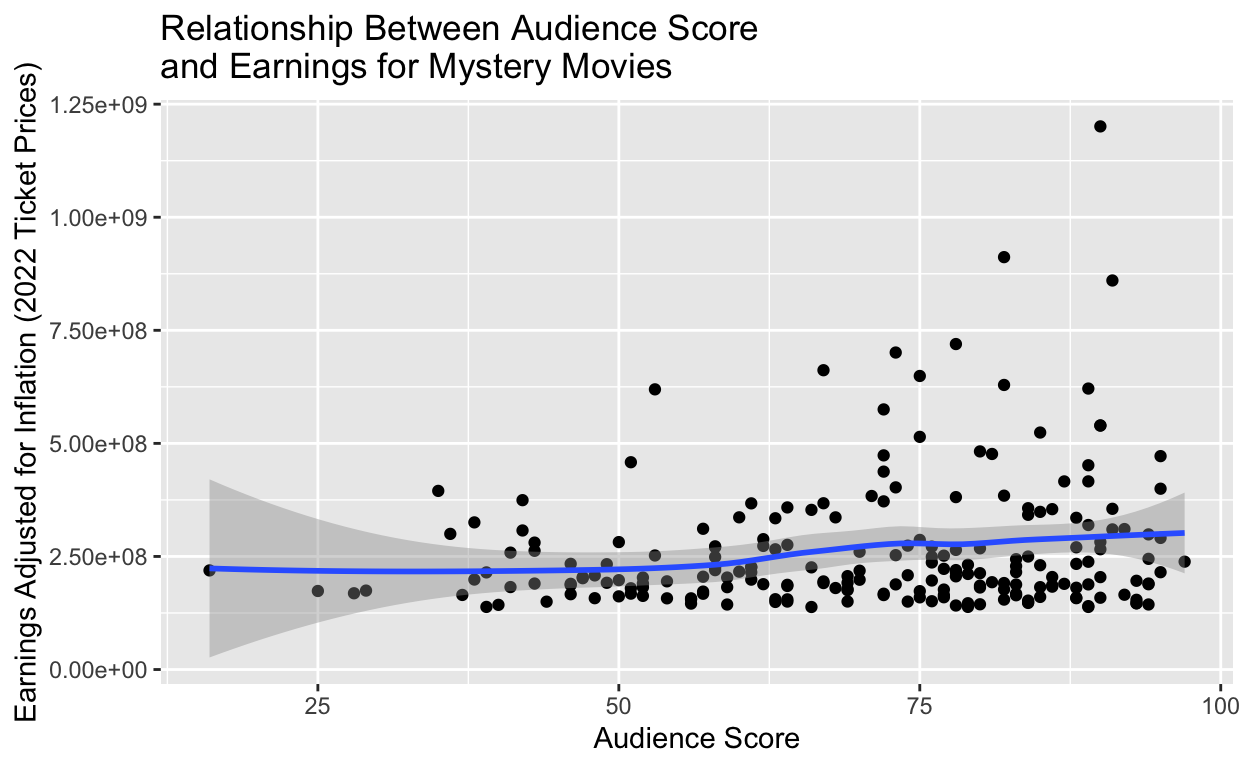 Relationship Between Audience Score
and Earnings for Mystery Movies
Earnings Adjusted for Inflation (2022 Ticket Prices)
1.25e+09
1.00e+09
7.50e+08
5.00e+08
2.50e+08
0.00e+00
25
50
75
100
Audience Score